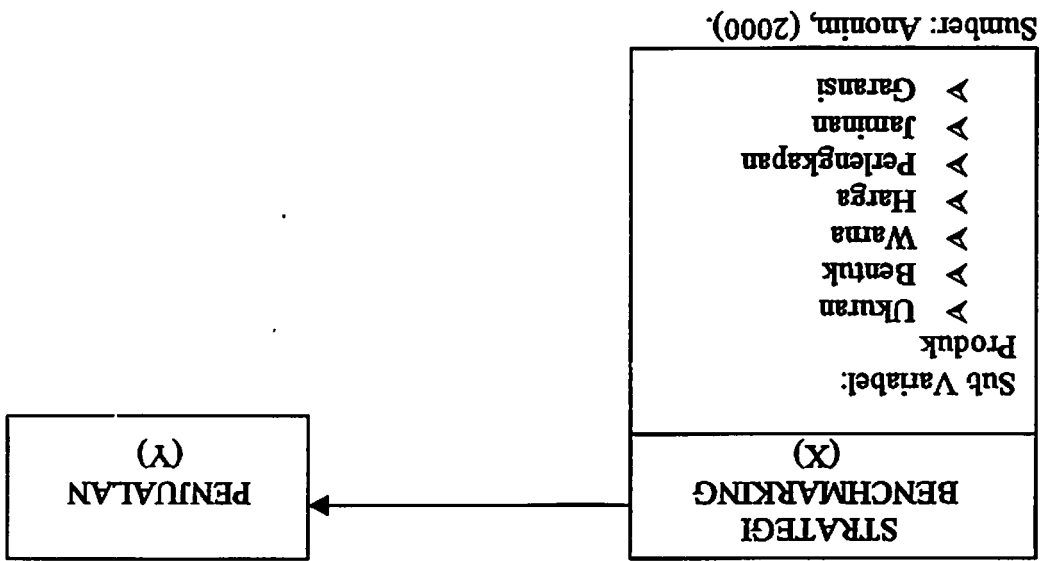 STRATEGI
BENCHMARKING
(X)
Sub Variabel:
Produk
➢ Ukuran
➢ Bentuk
➢ Warna
➢ Harga
➢ Perlengkapan
➢ Jaminan
➢ Garansi
PENJUALAN
(Y)
Sumber: Anonim, (2000).